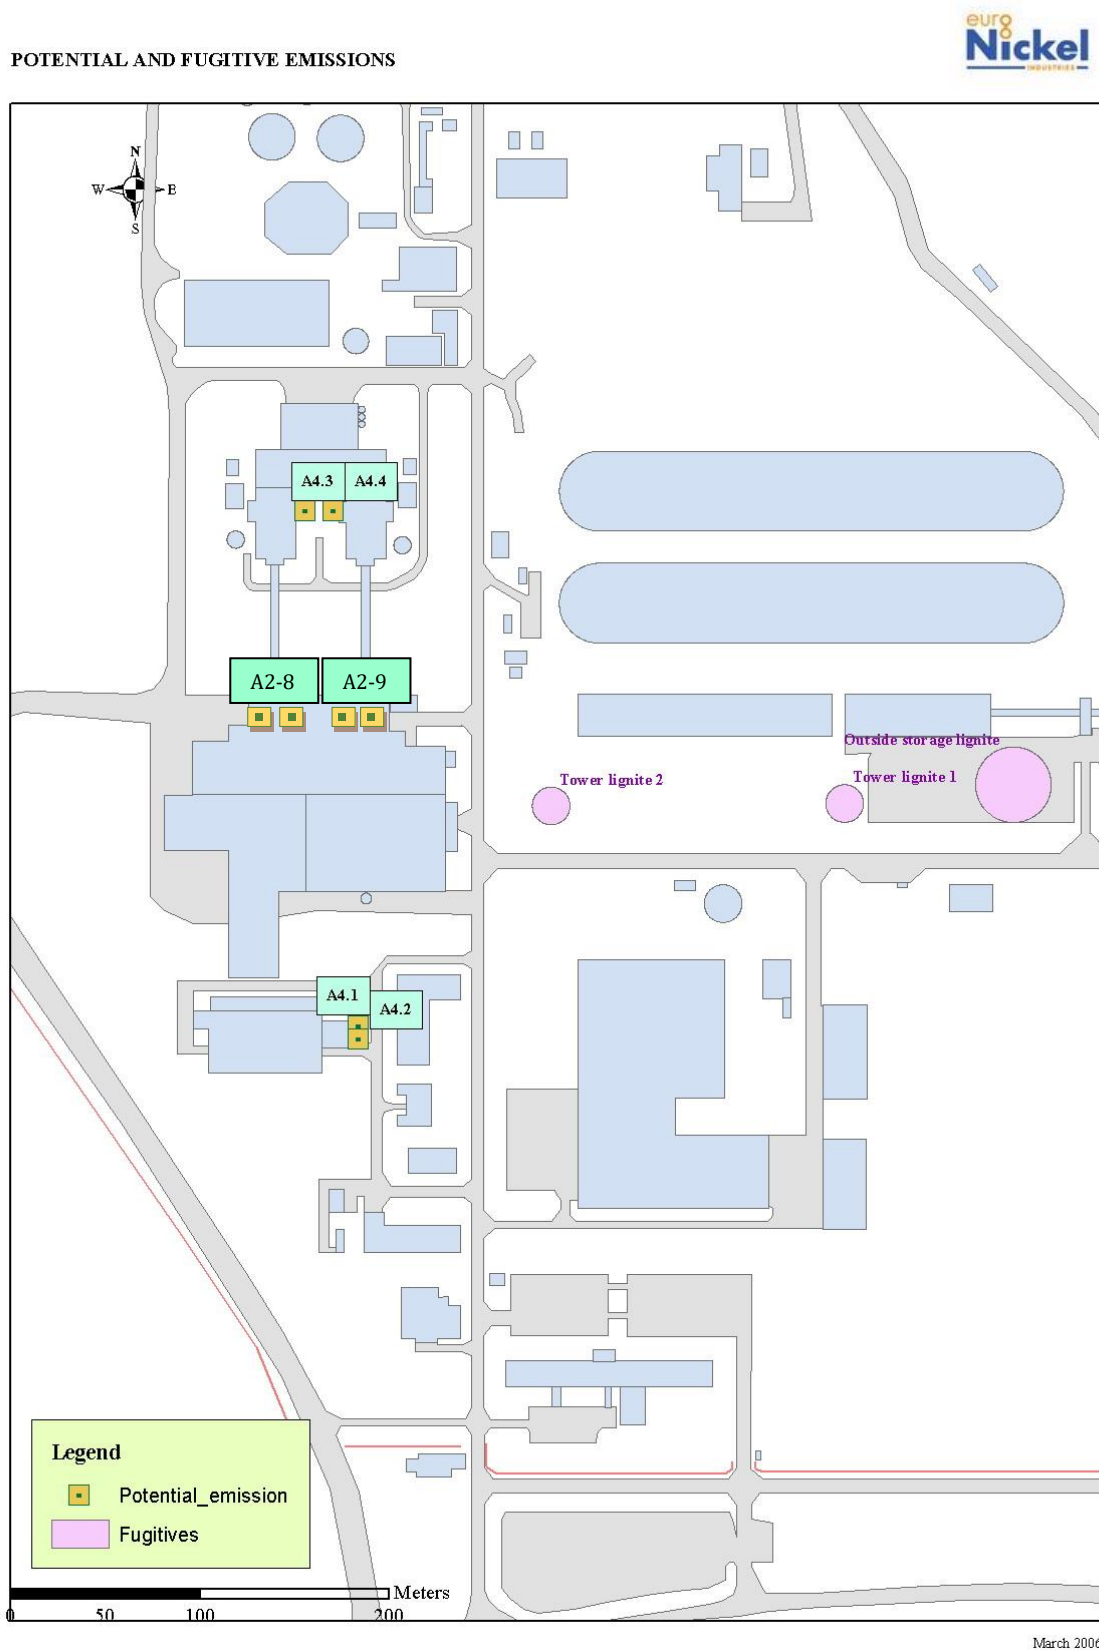 euro
Nickel
INDUSTRIES
POTENTIAL AND FUGITIVE EMISSIONS
N
W E
S
A4.3 A4.4
A2-8 A2-9
Outside storage lignite
Tower lignite 2
Tower lignite 1
A4.1
A4.2
Legend
Potential_emission
Fugitives
Meters
0 50 100 200
March 2006